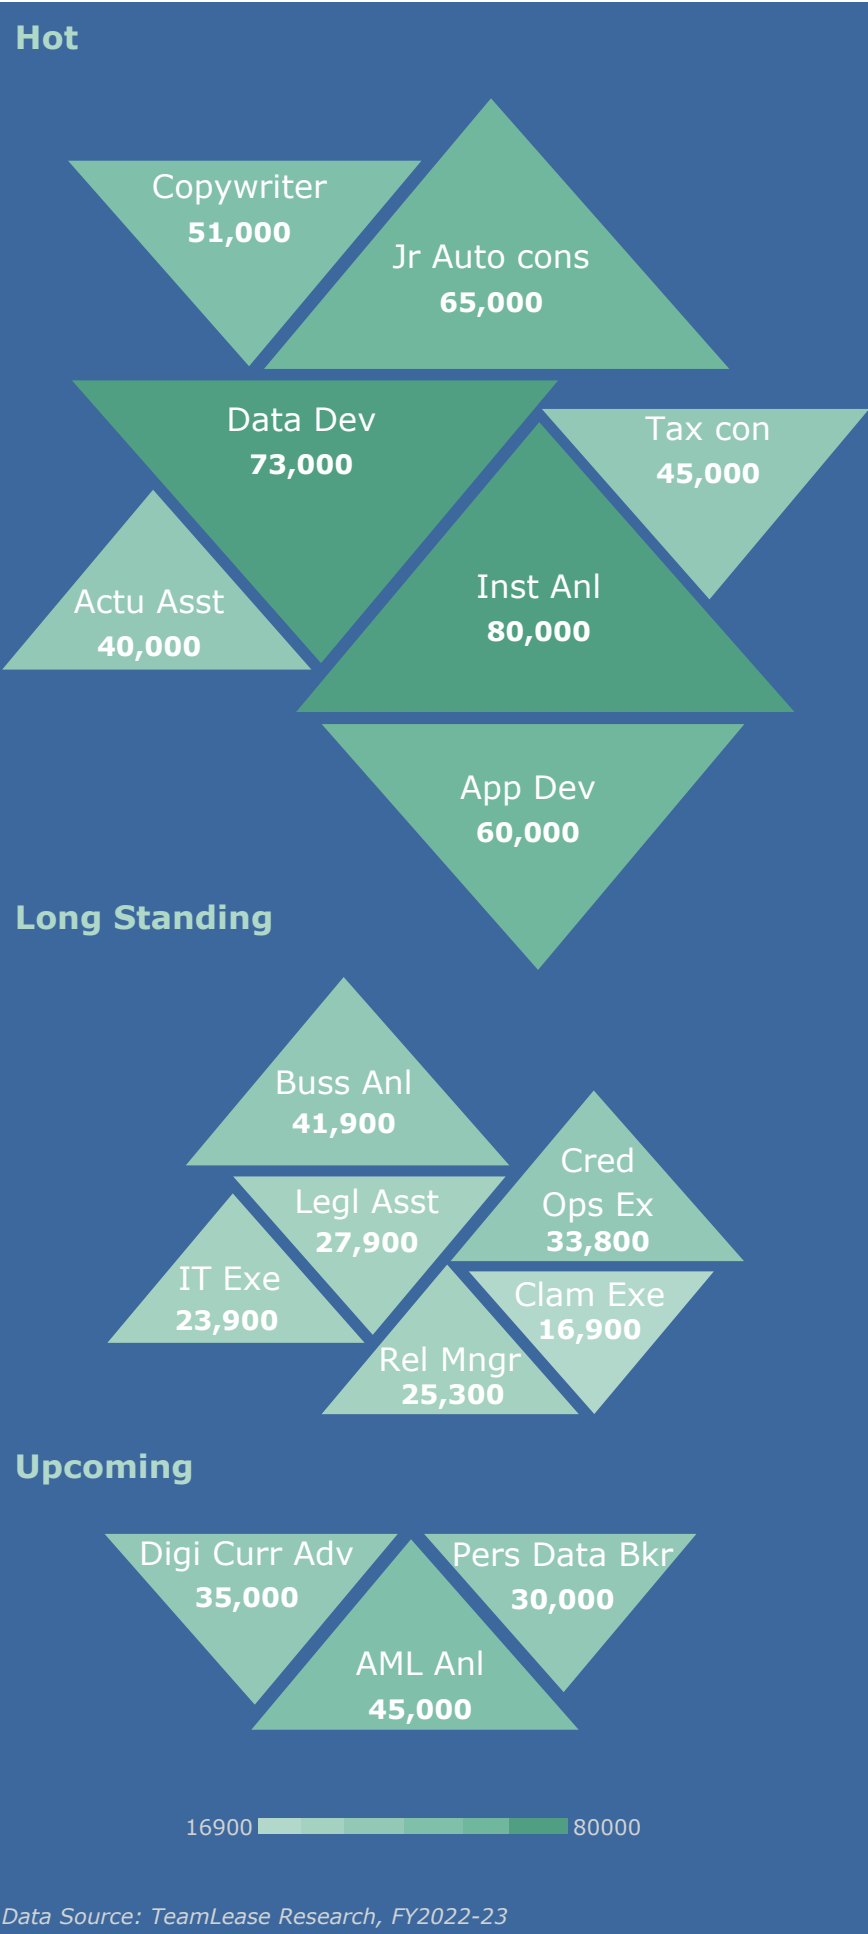 Hot
Copywriter
51,000
Jr Auto cons
65,000
Data Dev
73,000
Tax con
45,000
Actu Asst
40,000
Inst Anl
80,000
App Dev
60,000
Long Standing
Buss Anl
41,900
Cred
Ops Ex
33,800
Legl Asst
27,900
IT Exe
23,900
Clam Exe
16,900
Rel Mngr
25,300
Upcoming
Digi Curr Adv
35,000
Pers Data Bkr
30,000
AML Anl
45,000
16900 80000
Data Source: TeamLease Research, FY2022-23